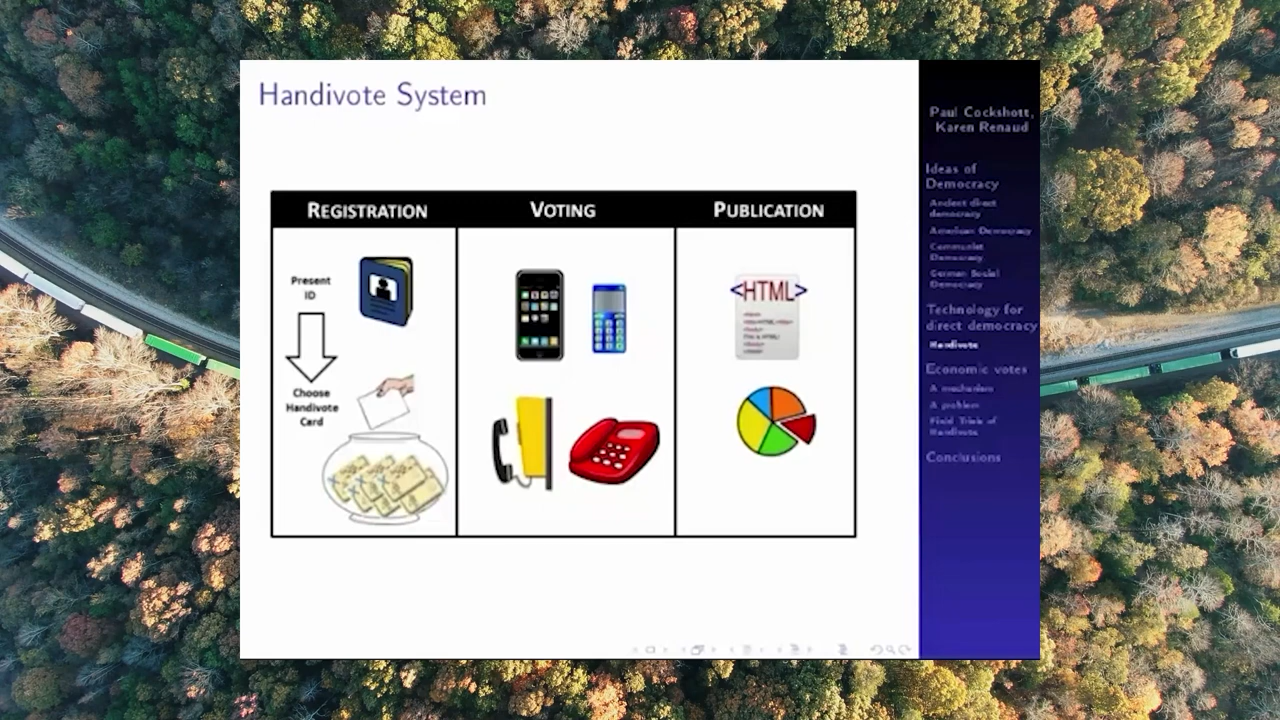 Handivote System
REGISTRATION
VOTING
PUBLICATION
Present
ID
Choose
Handivote
Card
<HTML>
Paul Cockshott,
Karen Renaud
Ideas of
Democracy
Ancient direct
democracy
American Democracy
Communist
Democracy
German Social
Democracy
Technology for
direct democracy
Handivote
Economic votes
A mechanism
A problem
Field Trials of
Handivote
Conclusions